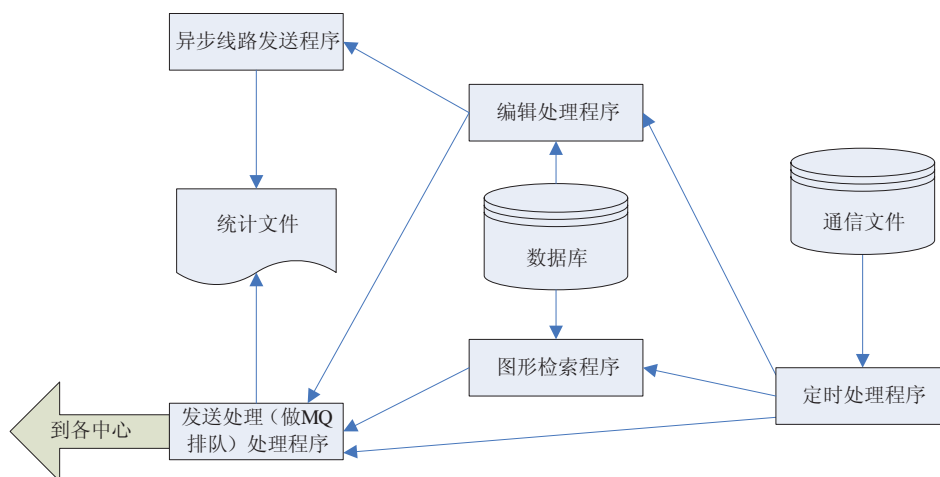 异步线路发送程序
编辑处理程序
统计文件
数据库
通信文件
图形检索程序
定时处理程序
发送处理（做MQ
排队）处理程序
到各中心